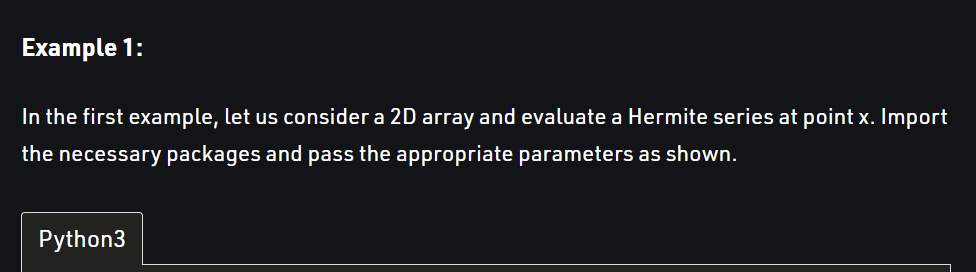 Example 1:
In the first example, let us consider a 2D array and evaluate a Hermite series at point x. Import
the necessary packages and pass the appropriate parameters as shown.
Python3